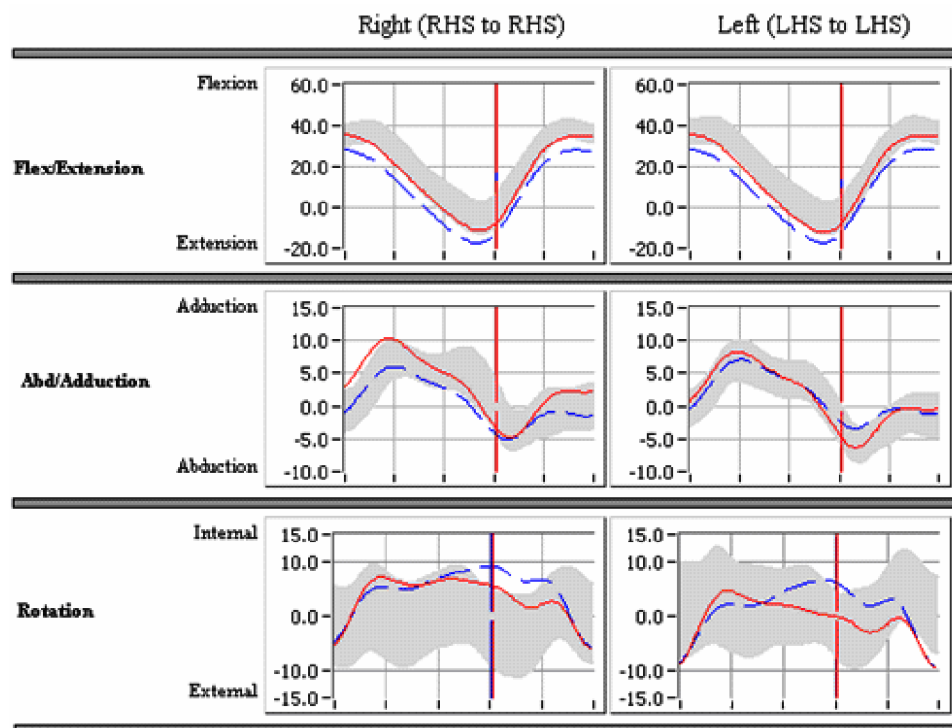 Right (RHS to RHS) Left (LHS to LHS)
Flexion 60.0 60.0
40.0 40.0
Flex/Extension 20.0 20.0
0.0 0.0
Extension -20.0 -20.0
Adduction 15.0 15.0
10.0 10.0
Abd/Adduction 5.0 5.0
0.0 0.0
-5.0 -5.0
Abduction -10.0 -10.0
Internal 15.0 15.0
10.0 10.0
Rotation 0.0 0.0
-10.0 -10.0
External -15.0 -15.0